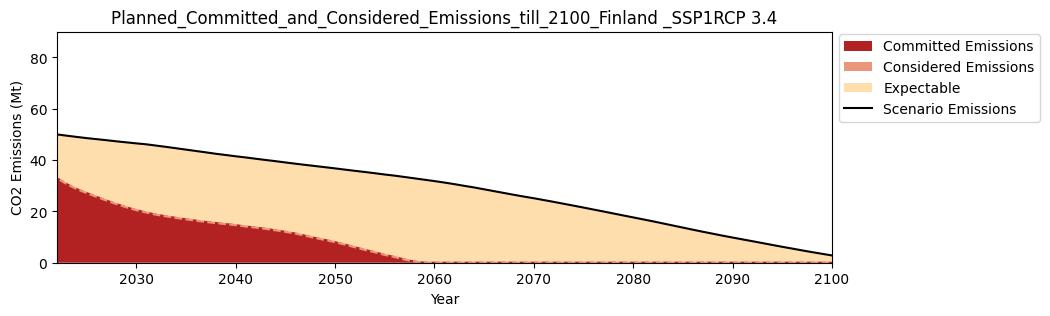 Planned_Committed_and_Considered_Emissions_till_2100_Finland _SSP1RCP 3.4
Committed Emissions
Considered Emissions
Expectable
Scenario Emissions
CO2 Emissions (Mt)
80
60
40
20
0
2030 2040 2050 2060 2070 2080 2090 2100
Year